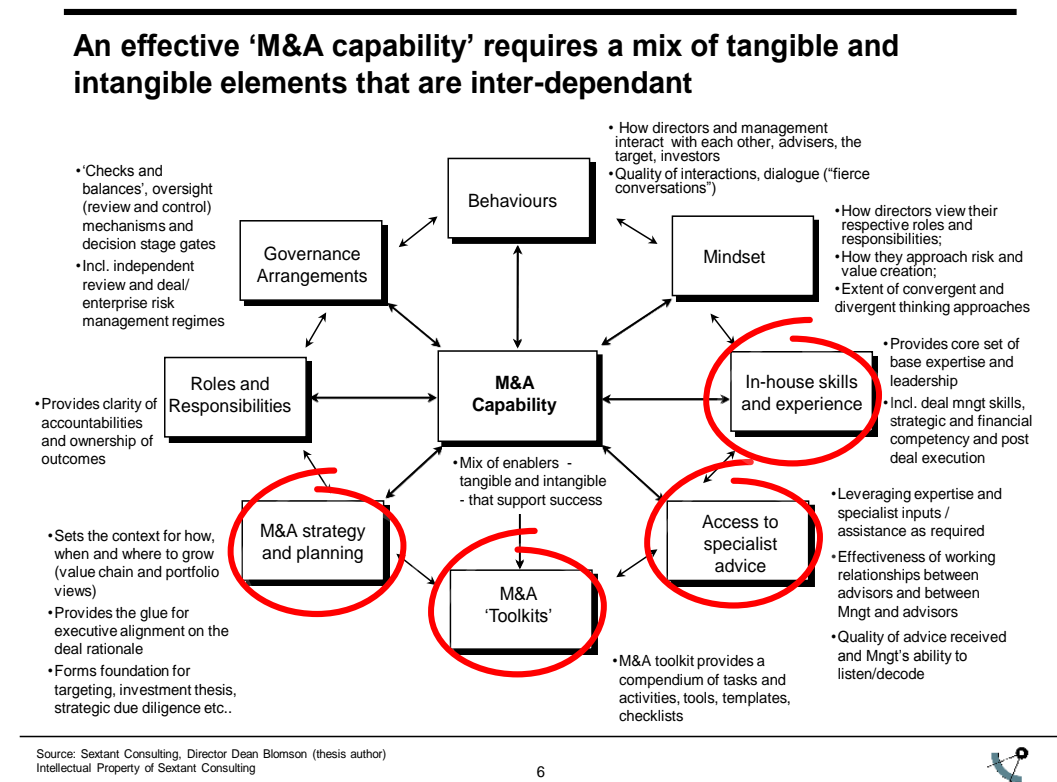 An effective ‘M&A capability’ requires a mix of tangible and
intangible elements that are inter-dependant
• How directors and management
interact with each other, advisers, the
target, investors
•Quality of interactions, dialogue (“fierce
conversations”)
•‘Checks and
balances’, oversight
(review and control)
mechanisms and
decision stage gates
•Incl. independent
review and deal/
enterprise risk
management regimes
Behaviours
Governance
Arrangements
Mindset
•How directors view their
respective roles and
responsibilities;
•How they approach risk and
value creation;
•Extent of convergent and
divergent thinking approaches
Roles and
Responsibilities
M&A
Capability
In-house skills
and experience
•Provides core set of
base expertise and
leadership
•Incl. deal mngt skills,
strategic and financial
competency and post
deal execution
•Provides clarity of
accountabilities
and ownership of
outcomes
•Mix of enablers -
tangible and intangible
- that support success
M&A strategy
and planning
M&A
‘Toolkits’
Access to
specialist
advice
•Leveraging expertise and
specialist inputs /
assistance as required
•Effectiveness of working
relationships between
advisors and between
Mngt and advisors
•Quality of advice received
and Mngt’s ability to
listen/decode
•Sets the context for how,
when and where to grow
(value chain and portfolio
views)
•Provides the glue for
executive alignment on the
deal rationale
•Forms foundation for
targeting, investment thesis,
strategic due diligence etc..
•M&A toolkit provides a
compendium of tasks and
activities, tools, templates,
checklists
Source: Sextant Consulting, Director Dean Blomson (thesis author)
Intellectual Property of Sextant Consulting
6